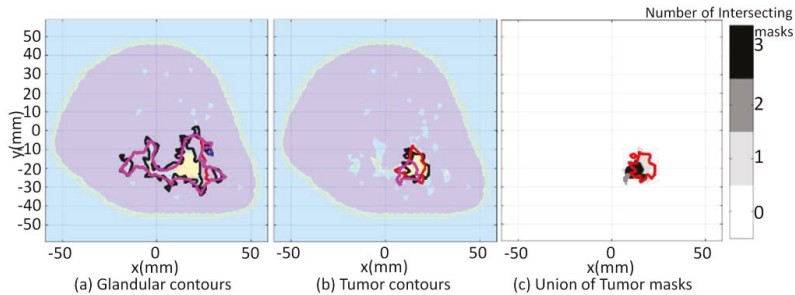 Number of Intersecting
masks
50
40
30
20
10
0
-10
-20
-30
-40
-50
y(mm)
3
2
1
0
-50 0 50 -50 0 50 -50 0 50
x(mm) x(mm) x(mm)
(a) Glandular contours (b) Tumor contours (c) Union of Tumor masks